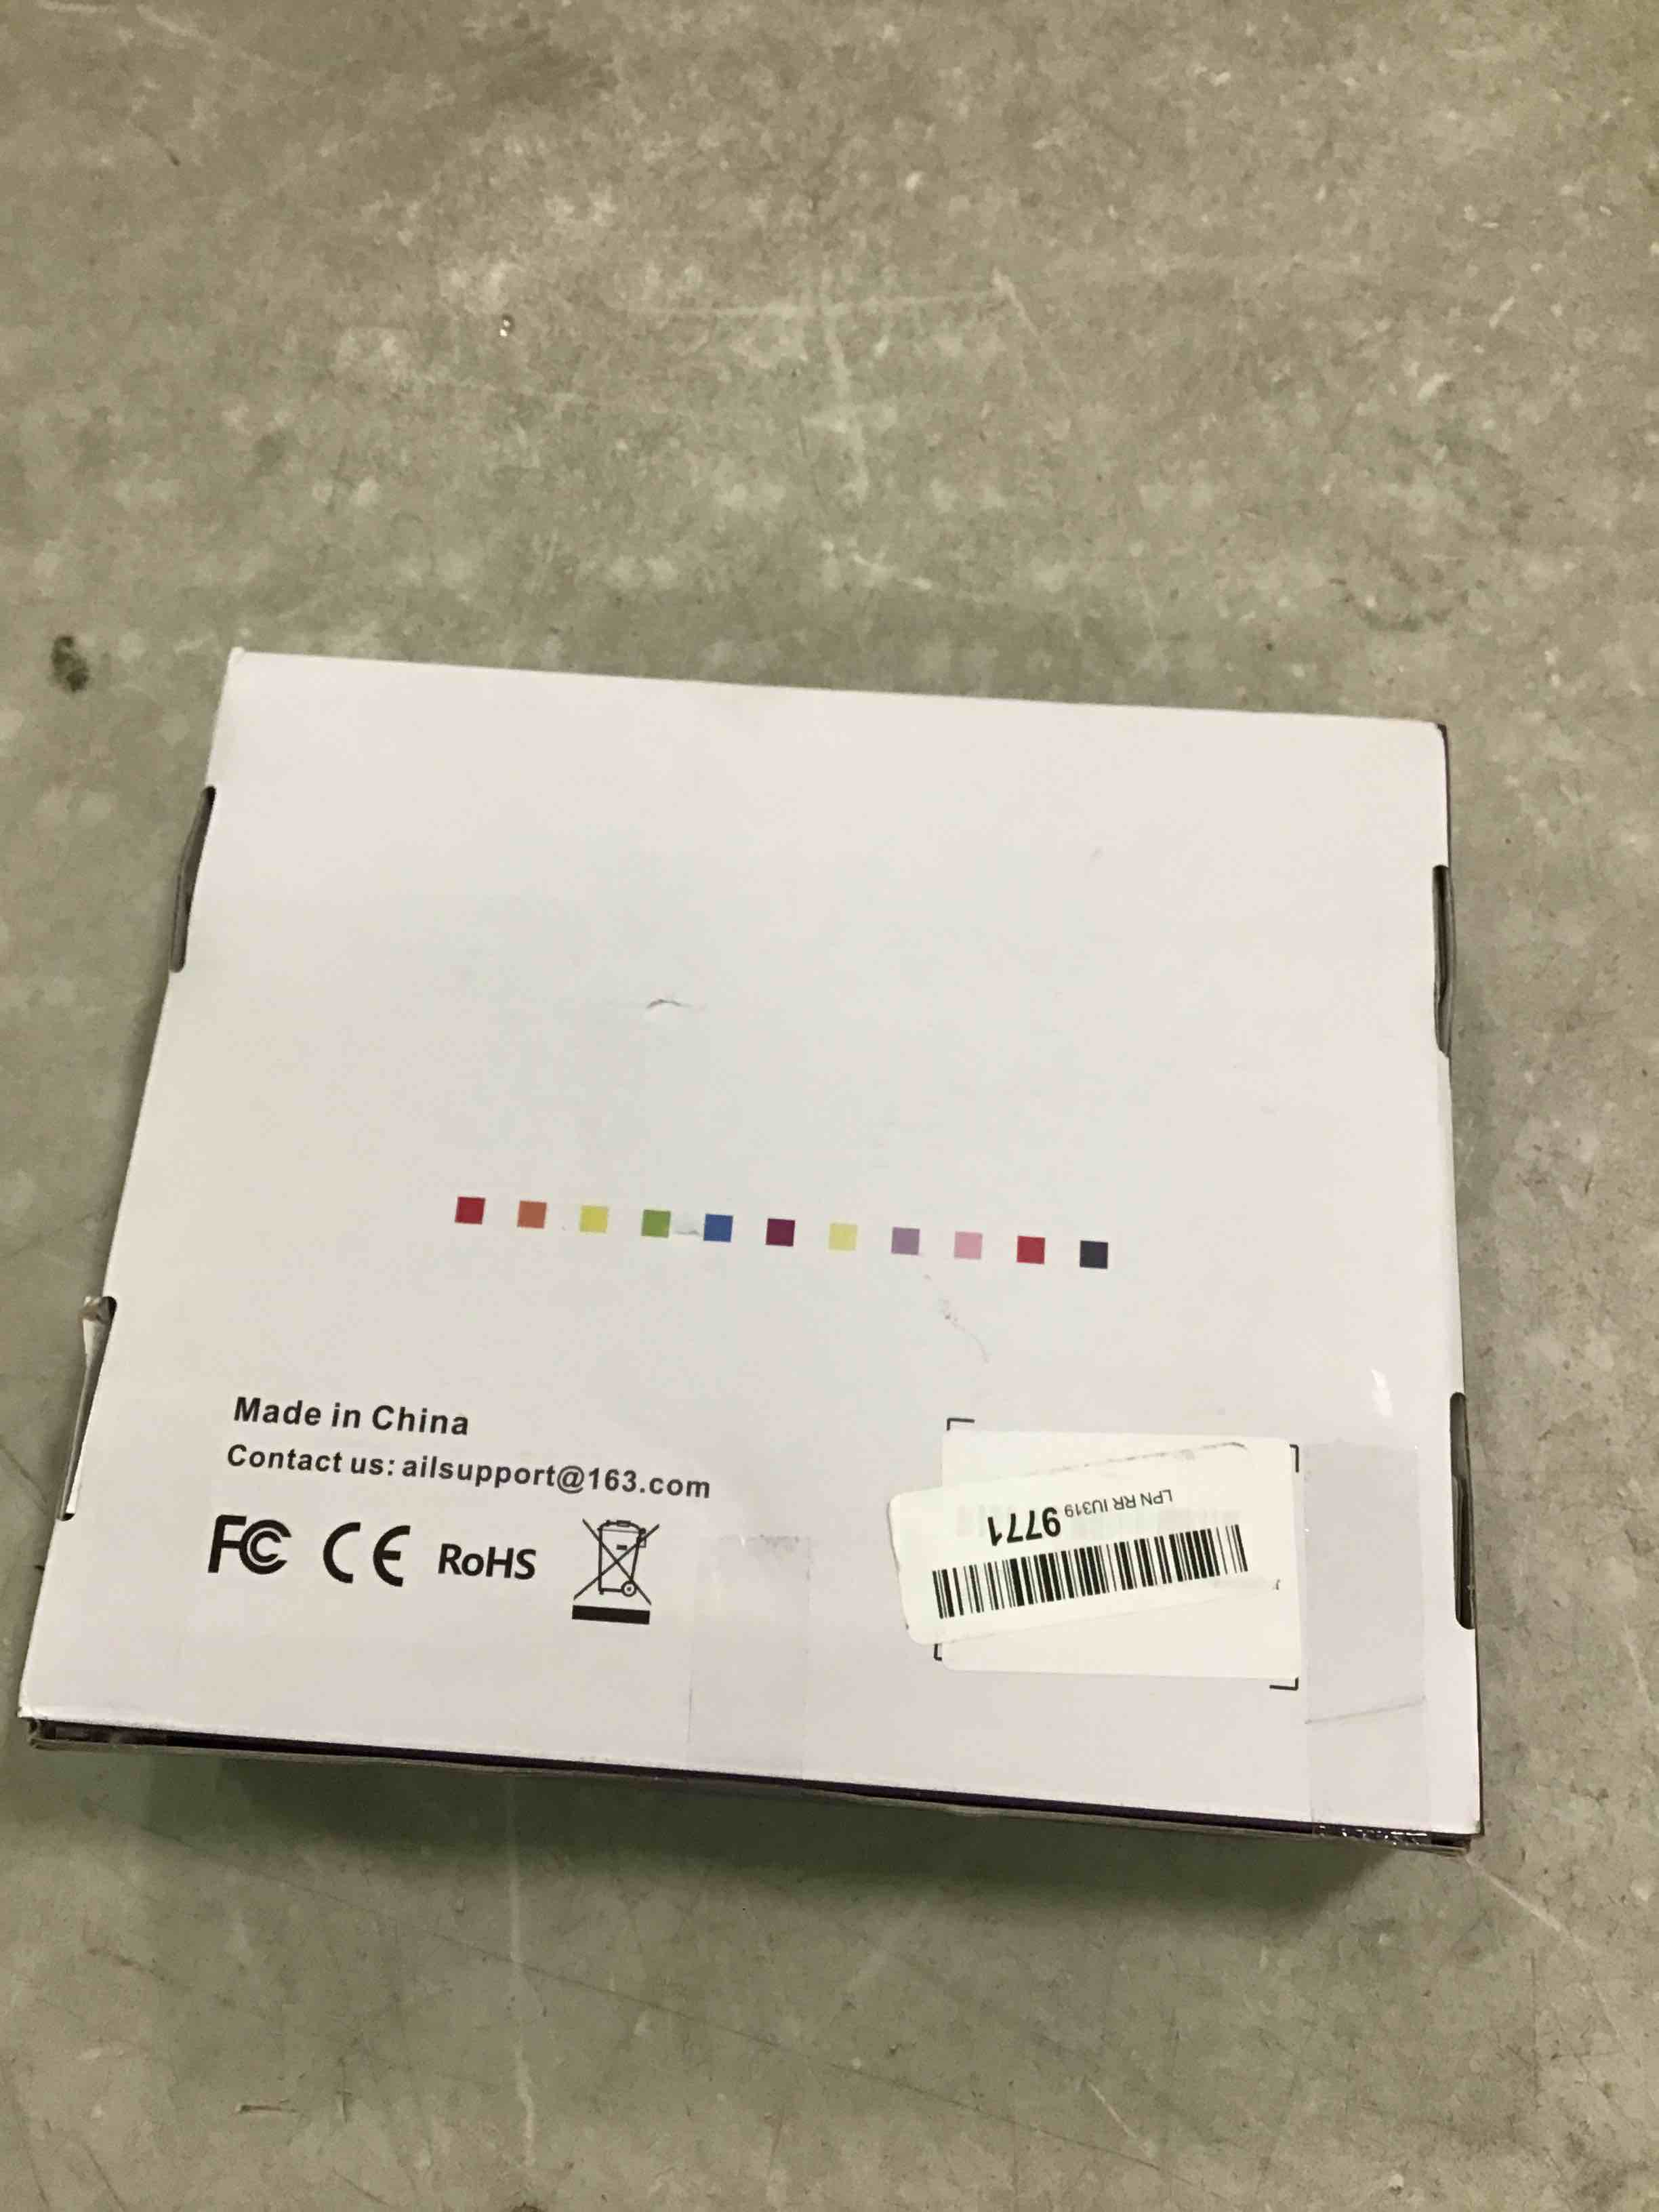 Made in China
Contact us: ailsupport@163.com
FC CE RoHS
LPN RR IU319 9771